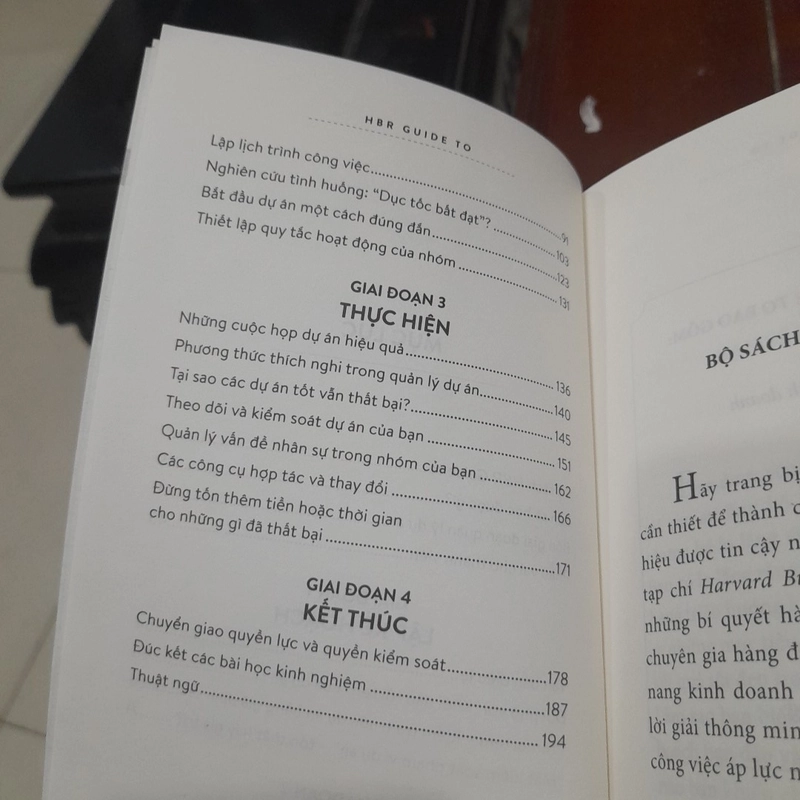 HBR GUIDE TO
Lập lịch trình công việc 91
Nghiên cứu tình huống: “Dục tốc bất đạt”? 103
Bắt đầu dự án một cách đúng đắn 123
Thiết lập quy tắc hoạt động của nhóm 131
GIAI ĐOẠN 3
THỰC HIỆN
Những cuộc họp dự án hiệu quả 136
Phương thức thích nghi trong quản lý dự án 140
Tại sao các dự án tốt vẫn thất bại? 145
Theo dõi và kiểm soát dự án của bạn 151
Quản lý vấn đề nhân sự trong nhóm của bạn 162
Các công cụ hợp tác và thay đổi 166
Đừng tốn thêm tiền hoặc thời gian
cho những gì đã thất bại 171
GIAI ĐOẠN 4
KẾT THÚC
Chuyển giao quyền lực và quyền kiểm soát 178
Đúc kết các bài học kinh nghiệm 187
Thuật ngữ 194
BỘ SÁCH
Hãy trang bị
cần thiết để thành c
hiệu được tin cậy n
tạp chí Harvard B
những bí quyết hà
chuyên gia hàng đ
nang kinh doanh
lời giải thông min
công việc áp lực n